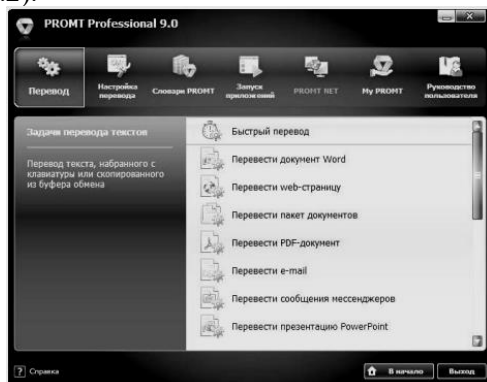 2).
PROMT Professional 9.0
Перевод
Настройка перевода
Словари PROMT
Запуск приложений
PROMT NET
My PROMT
Руководство пользователя
Задачи перевода текстов
Перевод текста, набранного с
клавиатуры или скопированного
из буфера обмена
Быстрый перевод
Перевести документ Word
Перевести web-страницу
Перевести пакет документов
Перевести PDF-документ
Перевести e-mail
Перевести сообщения мессенджеров
Перевести презентацию PowerPoint
? Справка
В начало
Выход